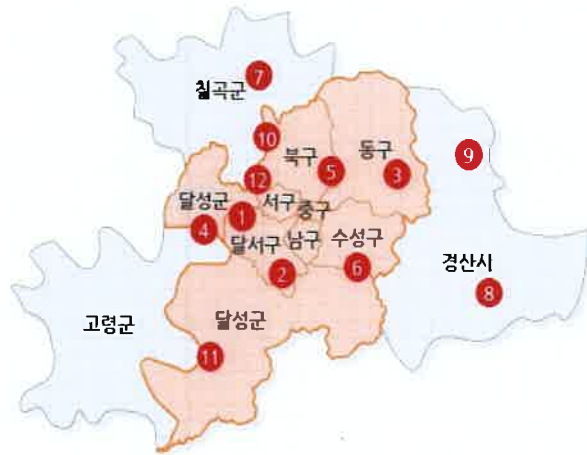 7
칠곡군
10
북구
동구
9
5
3
12
달성군
서구
1
중구
4
달서구
남구
수성구
2
6
경산시
8
고령군
달성군
11